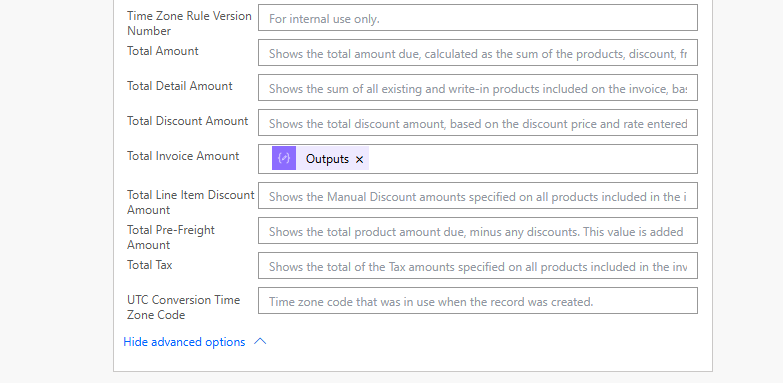 Time Zone Rule Version
Number
For internal use only.
Total Amount
Shows the total amount due, calculated as the sum of the products, discount, fr
Total Detail Amount
Shows the sum of all existing and write-in products included on the invoice, ba
Total Discount Amount
Shows the total discount amount, based on the discount price and rate entered
Total Invoice Amount
Outputs ×
Total Line Item Discount
Amount
Shows the Manual Discount amounts specified on all products included in the i
Total Pre-Freight
Amount
Shows the total product amount due, minus any discounts. This value is added
Total Tax
Shows the total of the Tax amounts specified on all products included in the inv
UTC Conversion Time
Zone Code
Time zone code that was in use when the record was created.
Hide advanced options